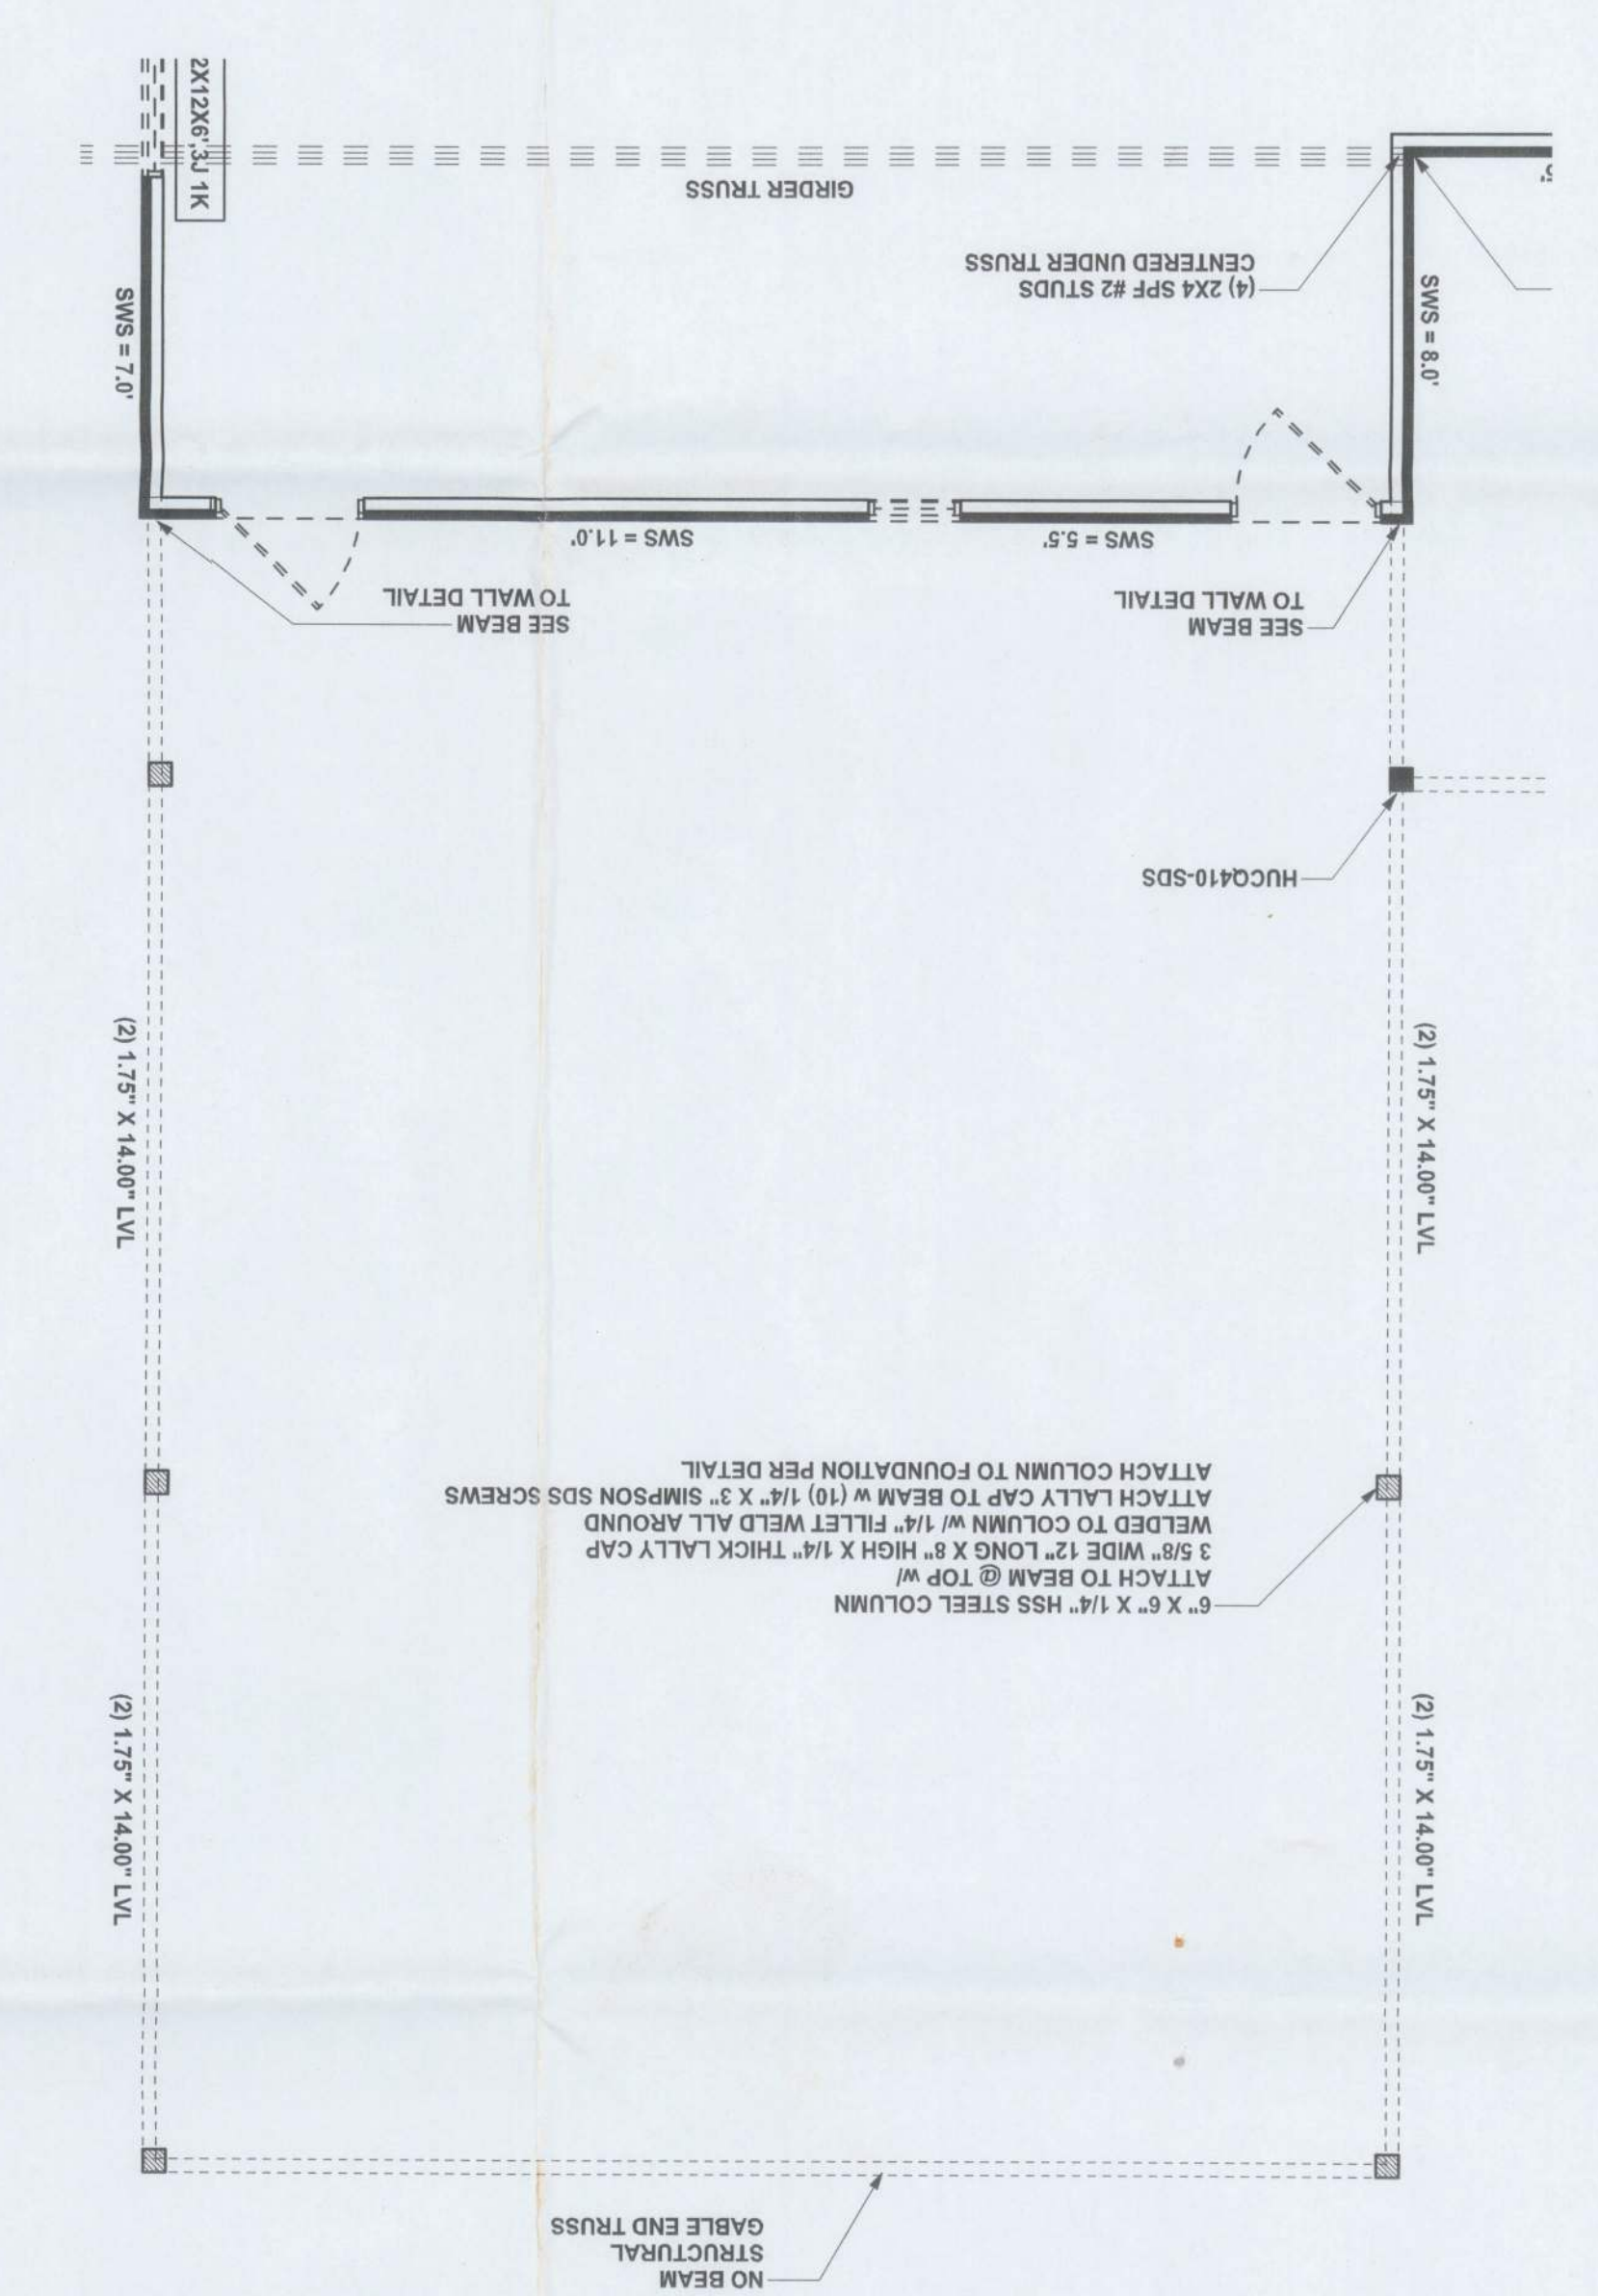 NO BEAM
STRUCTURAL
GABLE END TRUSS
(2) 1.75" X 14.00" LVL
(2) 1.75" X 14.00" LVL
6" X 6" X 1/4" HSS STEEL COLUMN
ATTACH TO BEAM @ TOP w/
3 5/8" WIDE 12" LONG X 8" HIGH X 1/4" THICK LALLY CAP
WELDED TO COLUMN W/ 1/4" FILLET WELD ALL AROUND
ATTACH LALLY CAP TO BEAM w (10) 1/4" X 3" SIMPSON SDS SCREWS
ATTACH COLUMN TO FOUNDATION PER DETAIL
(2) 1.75" X 14.00" LVL
(2) 1.75" X 14.00" LVL
HUCQ410-SDS
SEE BEAM
TO WALL DETAIL
SEE BEAM
TO WALL DETAIL
SWS = 5.5'
SWS = 11.0'
SWS = 8.0'
SWS = 7.0'
(4) 2X4 SPF #2 STUDS
CENTERED UNDER TRUSS
GIRDER TRUSS
2X12X6',3J 1K